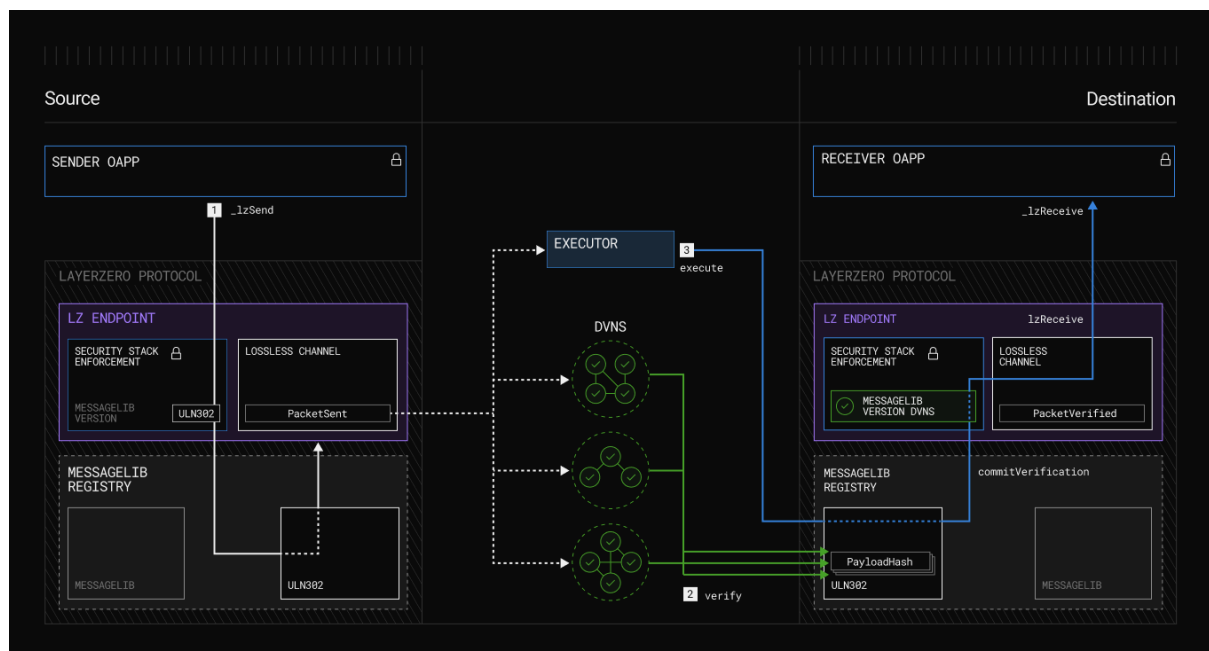 Source
Destination
SENDER OAPP
RECEIVER OAPP
1 _lzSend
_lzReceive
EXECUTOR
3
execute
LAYERZERO PROTOCOL
LZ ENDPOINT
SECURITY STACK
ENFORCEMENT
MESSAGELIB
VERSION
ULN302
LOSSLESS CHANNEL
PacketSent
MESSAGELIB
REGISTRY
MESSAGELIB
ULN302
DVNS
2 verify
LAYERZERO PROTOCOL
LZ ENDPOINT
lzReceive
SECURITY STACK
ENFORCEMENT
MESSAGELIB
VERSION DVNS
LOSSLESS
CHANNEL
PacketVerified
MESSAGELIB
REGISTRY
commitVerification
PayloadHash
ULN302
MESSAGELIB